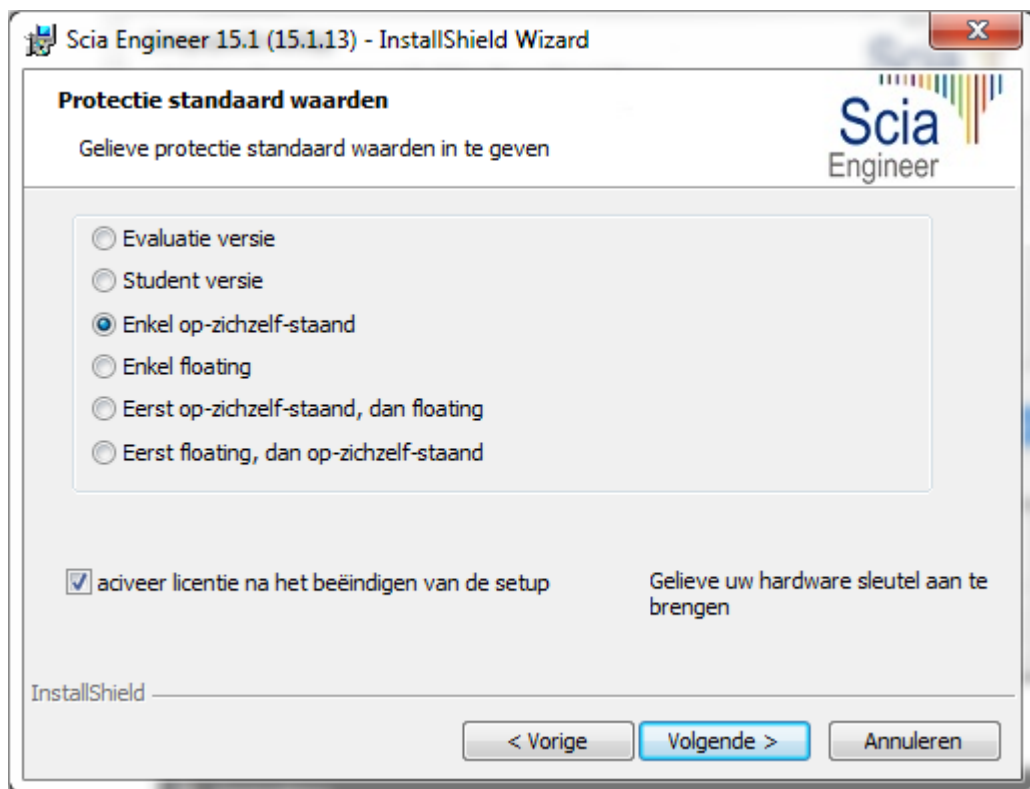 Scia Engineer 15.1 (15.1.13) - InstallShield Wizard
Protectie standaard waarden
Gelieve protectie standaard waarden in te geven
Scia
Engineer
Evaluatie versie
Student versie
Enkel op-zichzelf-staand
Enkel floating
Eerst op-zichzelf-staand, dan floating
Eerst floating, dan op-zichzelf-staand
aciveer licentie na het beëindigen van de setup
Gelieve uw hardware sleutel aan te
brengen
InstallShield
< Vorige
Volgende >
Annuleren